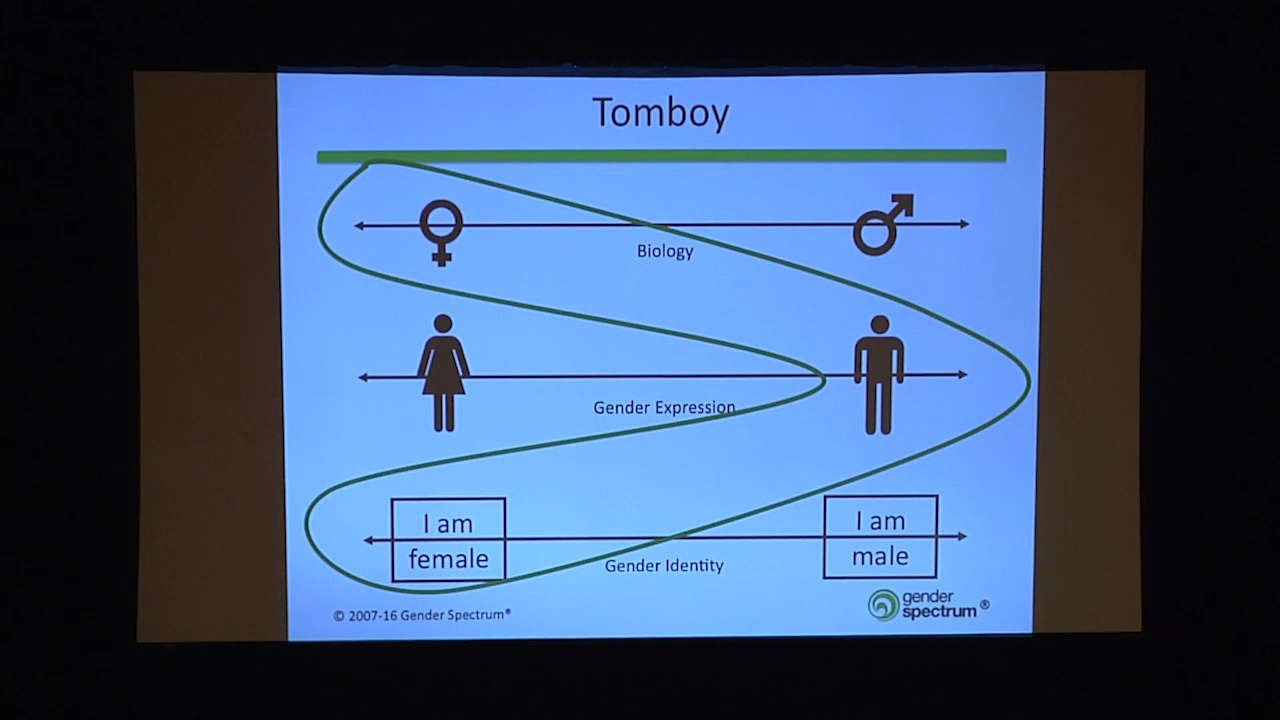 Tomboy
Biology
Gender Expression
I am
female
I am
male
Gender Identity
© 2007-16 Gender Spectrum®
gender
spectrum®